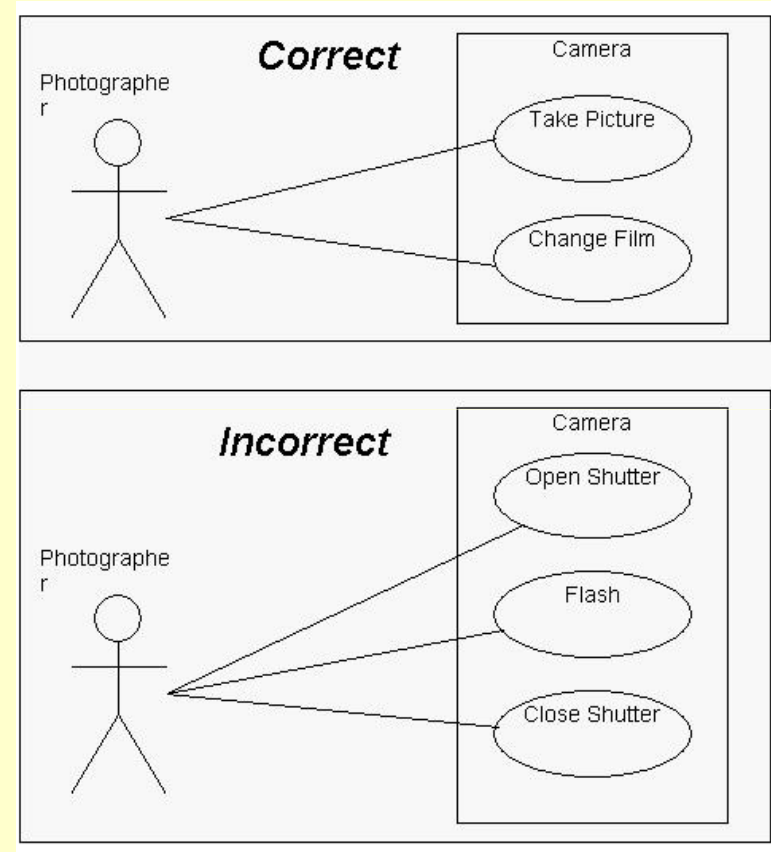 Correct
Camera
Photographe
r
Take Picture
Change Film
Incorrect
Camera
Open Shutter
Photographe
r
Flash
Close Shutter